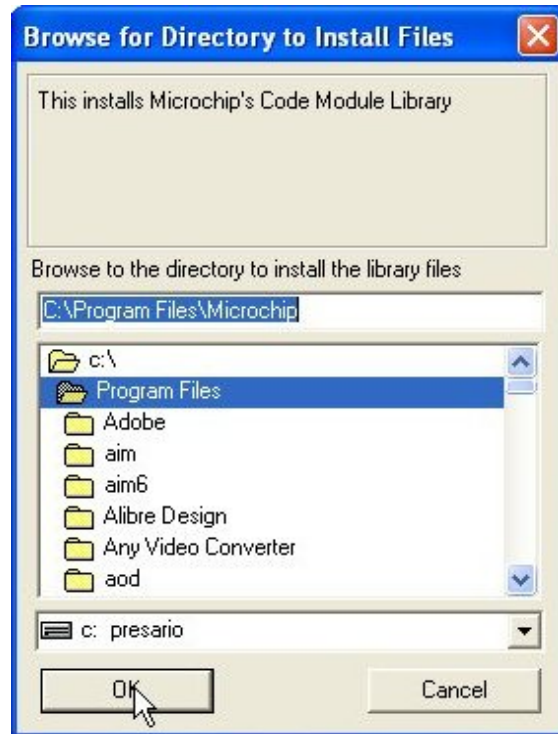 Browse for Directory to Install Files
This installs Microchip's Code Module Library
Browse to the directory to install the library files
C:\Program Files\Microchip
c:\
Program Files
Adobe
aim
aim6
Alibre Design
Any Video Converter
aod
c: presario
OK
Cancel